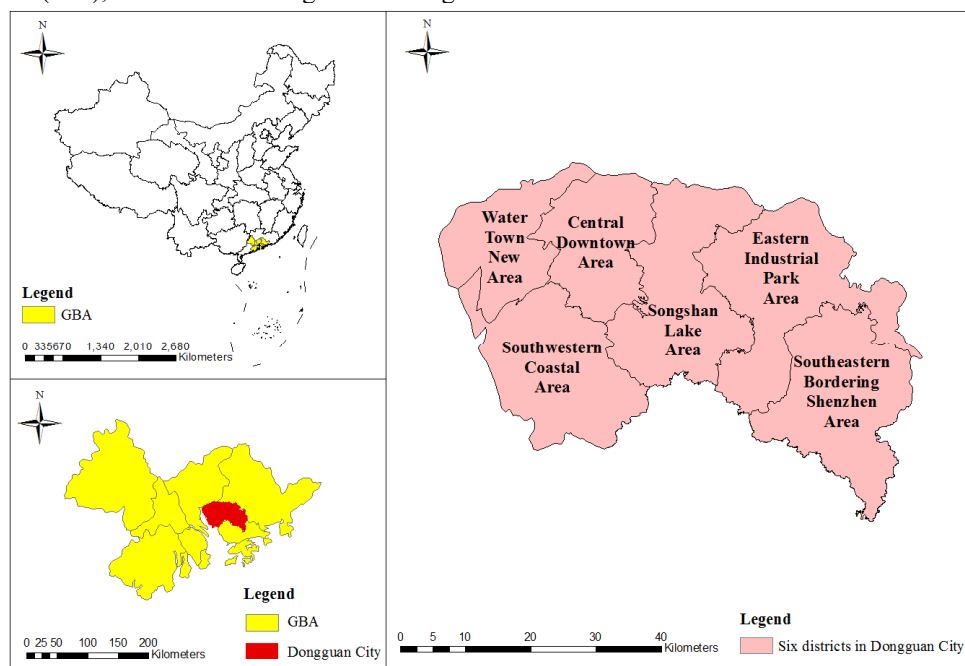 N
Legend
GBA
0 335670 1,340 2,010 2,680
Kilometers
N
Legend
GBA
Dongguan City
0 25 50 100 150 200
Kilometers
N
Water
Town
New
Area
Central
Downtown
Area
Eastern
Industrial
Park
Area
Songshan
Lake
Area
Southwestern
Coastal
Area
Southeastern
Bordering
Shenzhen
Area
Legend
Six districts in Dongguan City
0 5 10 20 30 40
Kilometers